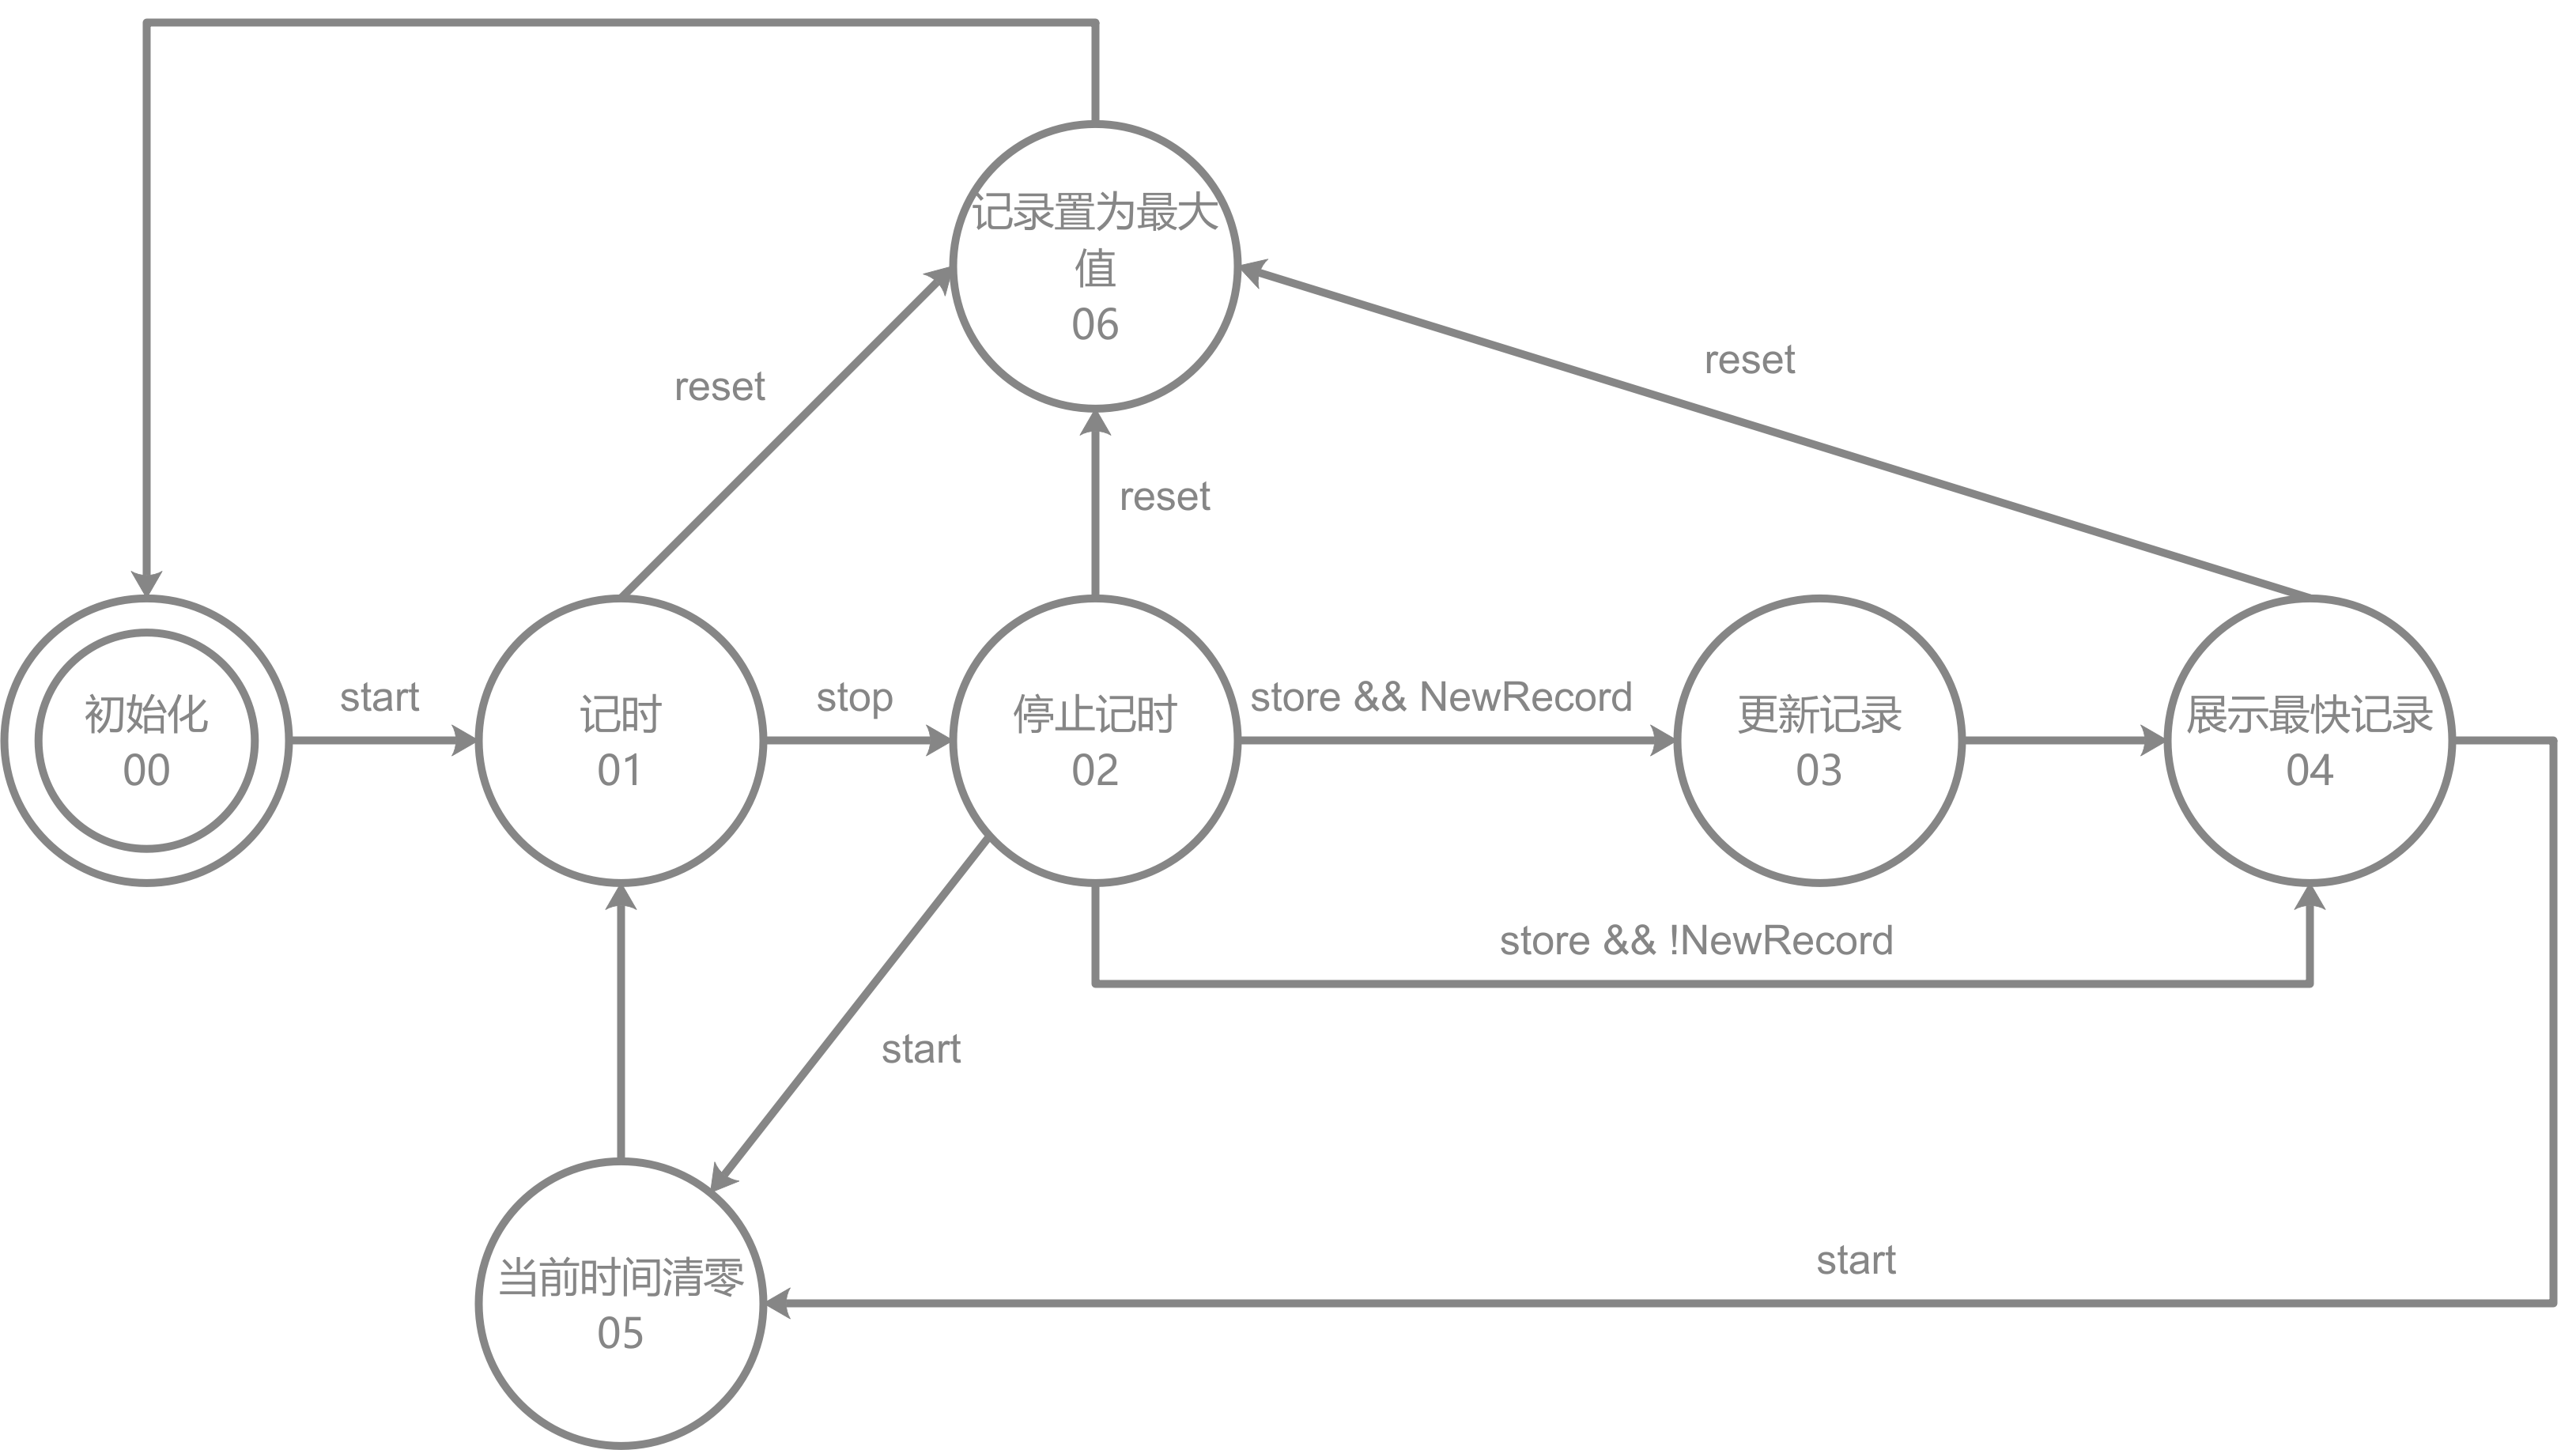 记录置为最大
值
06
reset
reset
reset
初始化
00
start
记时
01
stop
停止记时
02
store && NewRecord
更新记录
03
展示最快记录
04
store && !NewRecord
start
当前时间清零
05
start